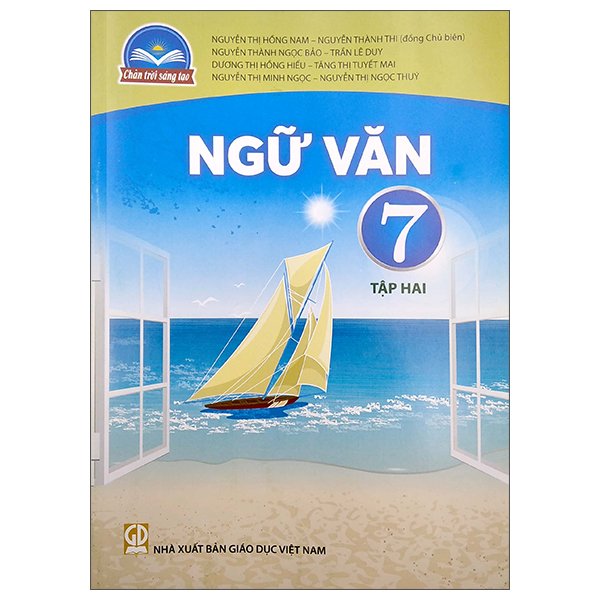 NGUYỄN THỊ HỒNG NAM – NGUYỄN THÀNH THI (đồng Chủ biên)
NGUYỄN THÀNH NGỌC BẢO – TRẦN LÊ DUY
DƯƠNG THỊ HỒNG HIẾU – TĂNG THỊ TUYẾT MAI
NGUYỄN THỊ MINH NGỌC – NGUYỄN THỊ NGỌC THUÝ
Chân trời sáng tạo
NGỮ VĂN
7
TẬP HAI
GD
NHÀ XUẤT BẢN GIÁO DỤC VIỆT NAM